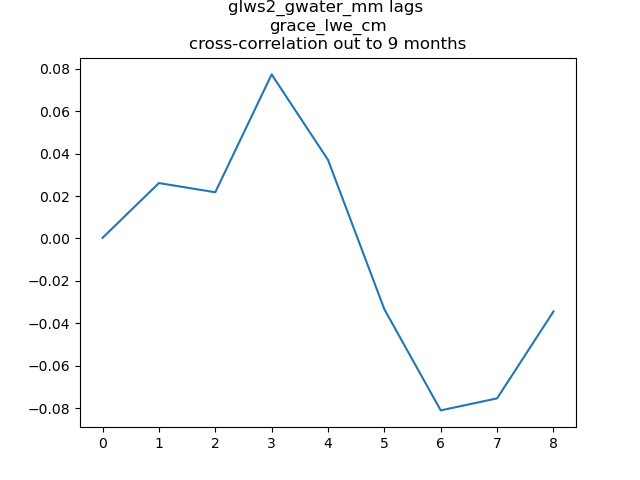 glws2_gwater_mm lags
grace_lwe_cm
cross-correlation out to 9 months
0.08
0.06
0.04
0.02
0.00
−0.02
−0.04
−0.06
−0.08
0 1 2 3 4 5 6 7 8